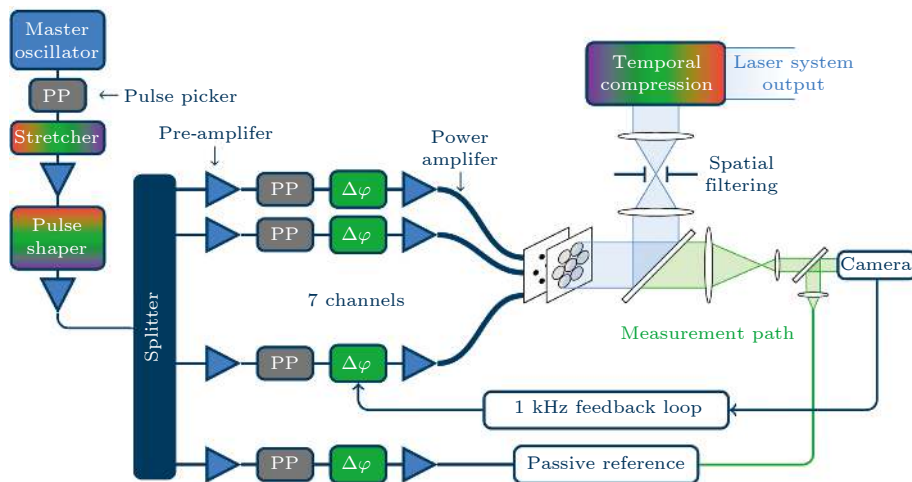 Master
oscillator
PP
Pulse picker
Stretcher
Pulse
shaper
Splitter
Pre-amplifer
Power
amplifer
PP
Δφ
PP
Δφ
7 channels
PP
Δφ
PP
Δφ
Passive reference
1 kHz feedback loop
Temporal
compression
Laser system
output
Spatial
filtering
Camera
Measurement path